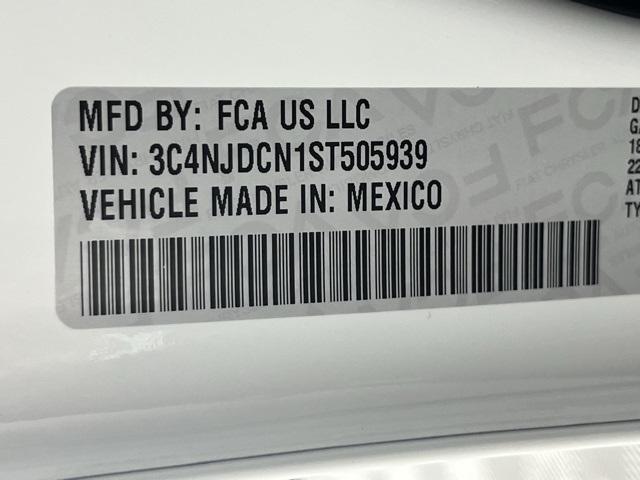 MFD BY: FCA US LLC
VIN: 3C4NJDCN1ST505939
VEHICLE MADE IN: MEXICO